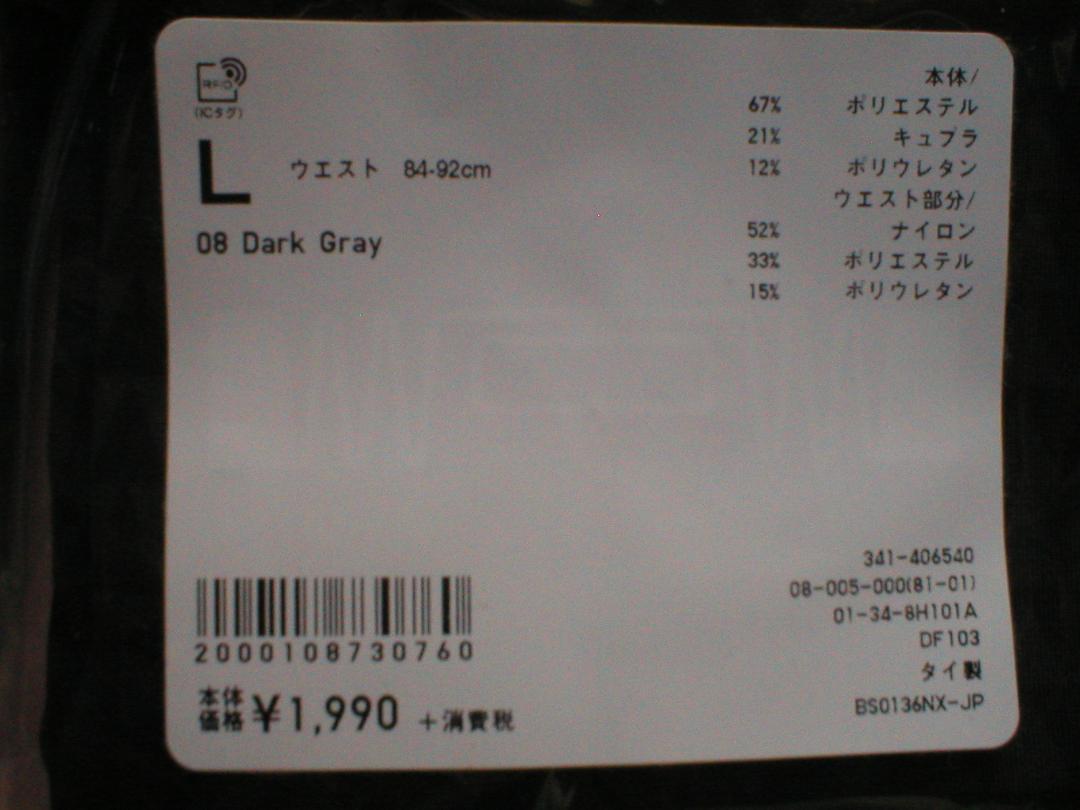 RFID
(ICタグ)
L ウエスト 84-92cm
08 Dark Gray
本体/
67% ポリエステル
21% キュプラ
12% ポリウレタン
ウエスト部分/
52% ナイロン
33% ポリエステル
15% ポリウレタン
341-406540
08-005-000(81-01)
01-34-8H101A
DF103
タイ製
BS0136NX-JP
2000108730760
本体価格 ¥1,990 +消費税